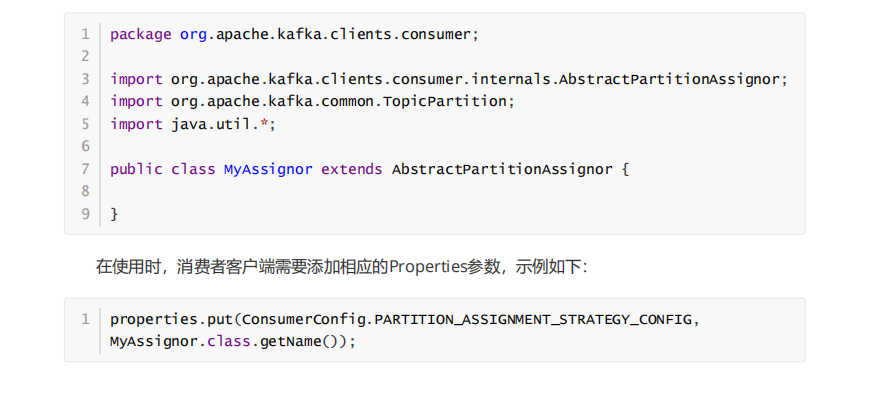 1 package org.apache.kafka.clients.consumer;
2
3 import org.apache.kafka.clients.consumer.internals.AbstractPartitionAssignor;
4 import org.apache.kafka.common.TopicPartition;
5 import java.util.*;
6
7 public class MyAssignor extends AbstractPartitionAssignor {
8
9 }
在使用时，消费者客户端需要添加相应的Properties参数，示例如下：
1 properties.put(ConsumerConfig.PARTITION_ASSIGNMENT_STRATEGY_CONFIG,
MyAssignor.class.getName());